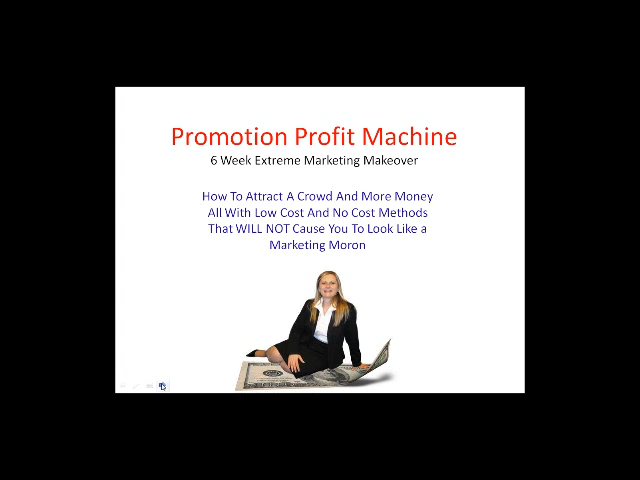 Promotion Profit Machine
6 Week Extreme Marketing Makeover
How To Attract A Crowd And More Money
All With Low Cost And No Cost Methods
That WILL NOT Cause You To Look Like a
Marketing Moron